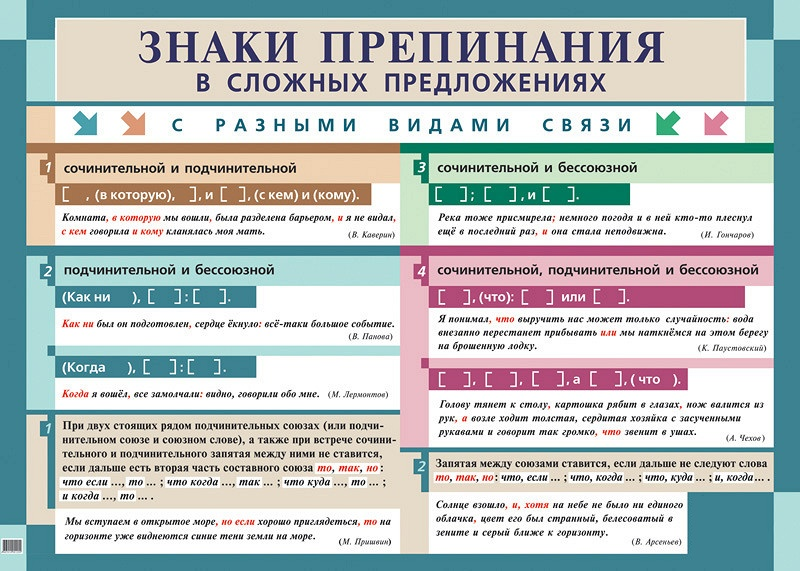 ЗНАКИ ПРЕПИНАНИЯ
В СЛОЖНЫХ ПРЕДЛОЖЕНИЯХ
С РАЗНЫМИ ВИДАМИ СВЯЗИ
1 сочинительной и подчинительной
[ , (в которую), ], и [ ], (с кем) и (кому).
Комната, в которую мы вошли, была разделена барьером, и я не видал,
с кем говорила и кому кланялась моя мать.
(В. Каверин)
2 подчинительной и бессоюзной
(Как ни ), [ ] : [ ].
Как ни был он подготовлен, сердце ёкнуло: всё-таки большое событие.
(В. Панова)
(Когда ), [ ] : [ ].
Когда я вошёл, все замолчали: видно, говорили обо мне. (М. Лермонтов)
1 При двух стоящих рядом подчинительных союзах (или подчи-
нительном союзе и союзном слове), а также при встрече сочини-
тельного и подчинительного запятая между ними не ставится,
если дальше есть вторая часть составного союза то, так, но:
что если ..., то ... ; что когда ..., так ... ; что куда ..., то ... ;
и когда ..., то ... .
Мы вступаем в открытое море, но если хорошо приглядеться, то на
горизонте уже виднеются синие тени земли на море.
(М. Пришвин)
3 сочинительной и бессоюзной
[ ] ; [ ], и [ ].
Река тоже присмирела; немного погодя и в ней кто-то плеснул
ещё в последний раз, и она стала неподвижна.
(И. Гончаров)
4 сочинительной, подчинительной и бессоюзной
[ ], (что): [ ] или [ ].
Я понимал, что выручить нас может только случайность: вода
внезапно перестанет прибывать или мы наткнёмся на этом берегу
на брошенную лодку.
(К. Паустовский)
[ ], [ ], [ ], а [ ], ( что ).
Голову тянет к столу, картошка рябит в глазах, нож валится из
рук, а возле ходит толстая, сердитая хозяйка с засученными
рукавами и говорит так громко, что звенит в ушах.
(А. Чехов)
2 Запятая между союзами ставится, если дальше не следуют слова
то, так, но: что, если ... ; что, когда ... ; что, куда ... ; и, когда ... .
Солнце взошло, и, хотя на небе не было ни единого
облачка, цвет его был странный, белесоватый в
зените и серый ближе к горизонту.
(В. Арсеньев)